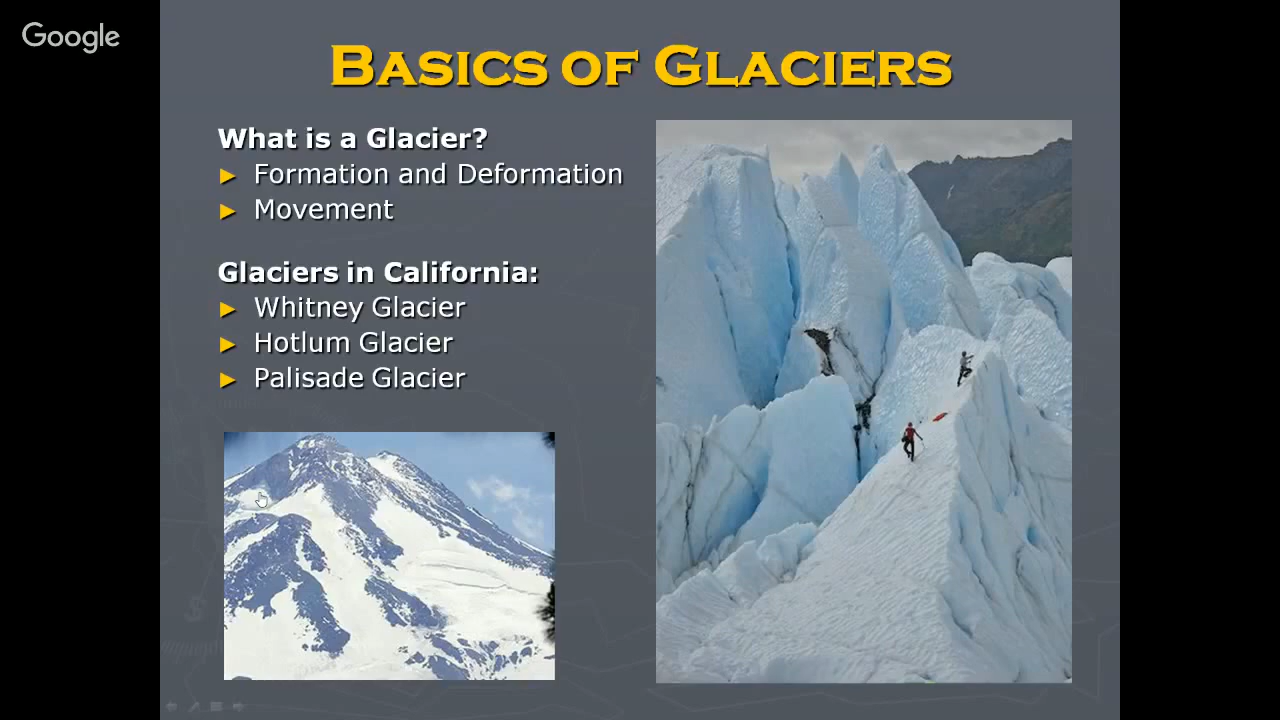 Google
BASICS OF GLACIERS
What is a Glacier?
► Formation and Deformation
► Movement
Glaciers in California:
► Whitney Glacier
► Hotlum Glacier
► Palisade Glacier